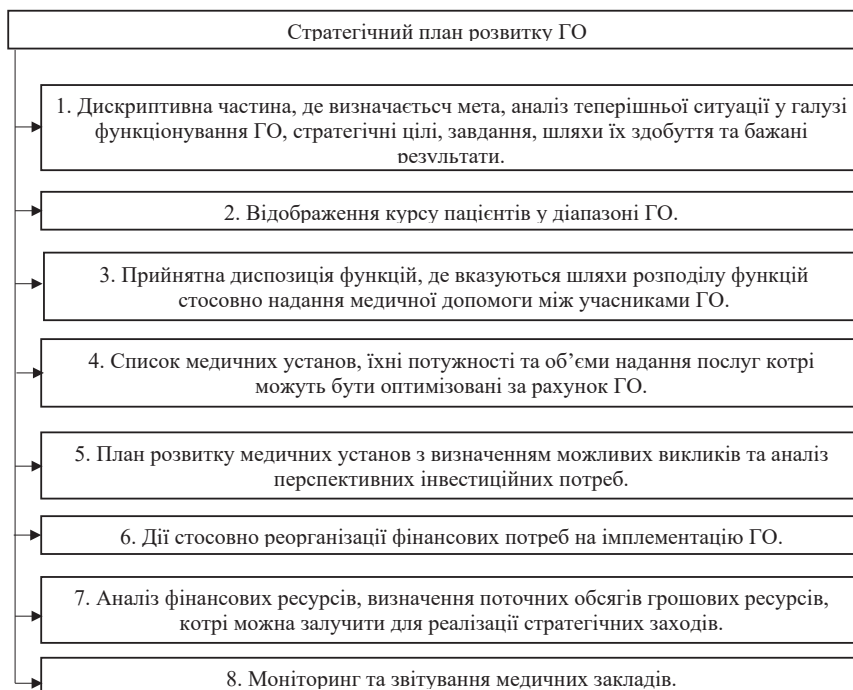 Стратегічний план розвитку ГО
1. Дискриптивна частина, де визначаєтьсч мета, аналіз теперішньої ситуації у галузі
функціонування ГО, стратегічні цілі, завдання, шляхи їх здобуття та бажані
результати.
2. Відображення курсу пацієнтів у діапазоні ГО.
3. Прийнятна диспозиція функцій, де вказуються шляхи розподілу функцій
стосовно надання медичної допомоги між учасниками ГО.
4. Список медичних установ, їхні потужності та об’єми надання послуг котрі
можуть бути оптимізовані за рахунок ГО.
5. План розвитку медичних установ з визначенням можливих викликів та аналіз
перспективних інвестиційних потреб.
6. Дії стосовно реорганізації фінансових потреб на імплементацію ГО.
7. Аналіз фінансових ресурсів, визначення поточних обсягів грошових ресурсів,
котрі можна залучити для реалізації стратегічних заходів.
8. Моніторинг та звітування медичних закладів.